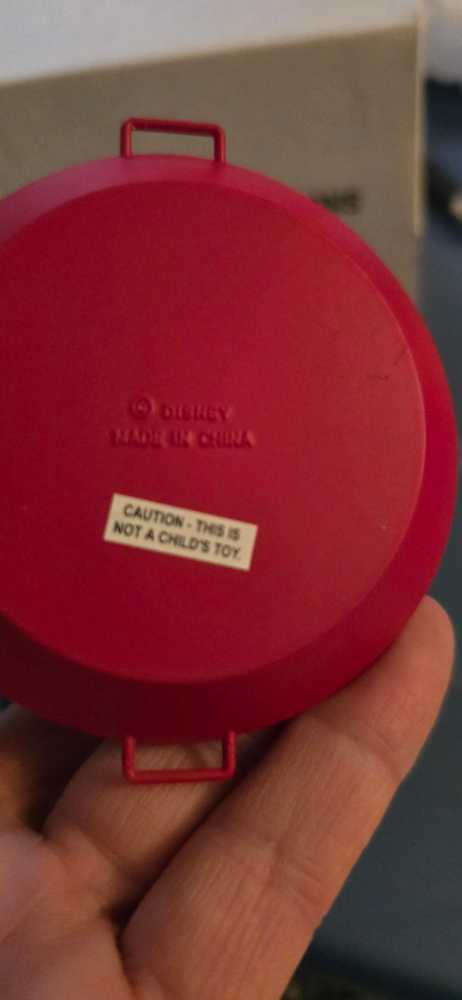 © DISNEY
MADE IN CHINA
CAUTION - THIS IS
NOT A CHILD'S TOY.